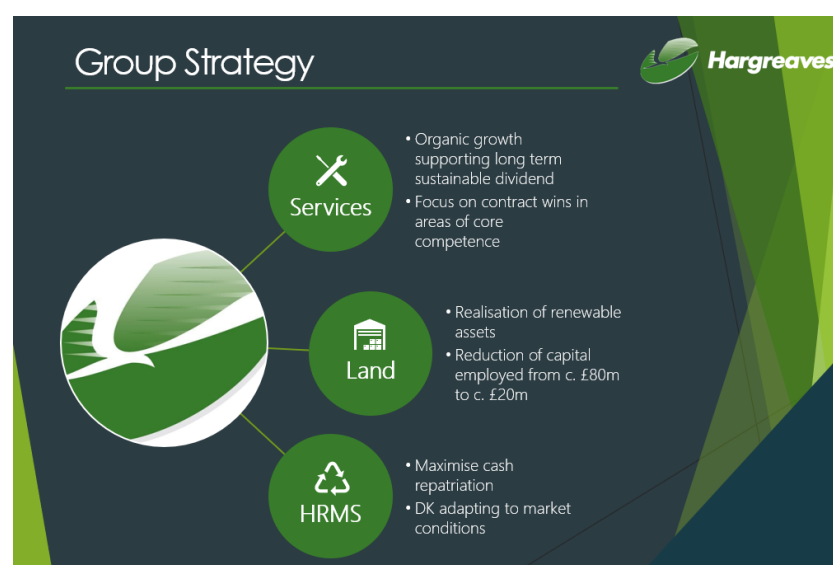 Group Strategy
Hargreaves
Services
• Organic growth
supporting long term
sustainable dividend
• Focus on contract wins in
areas of core
competence
Land
• Realisation of renewable
assets
• Reduction of capital
employed from c. £80m
to c. £20m
HRMS
• Maximise cash
repatriation
• DK adapting to market
conditions